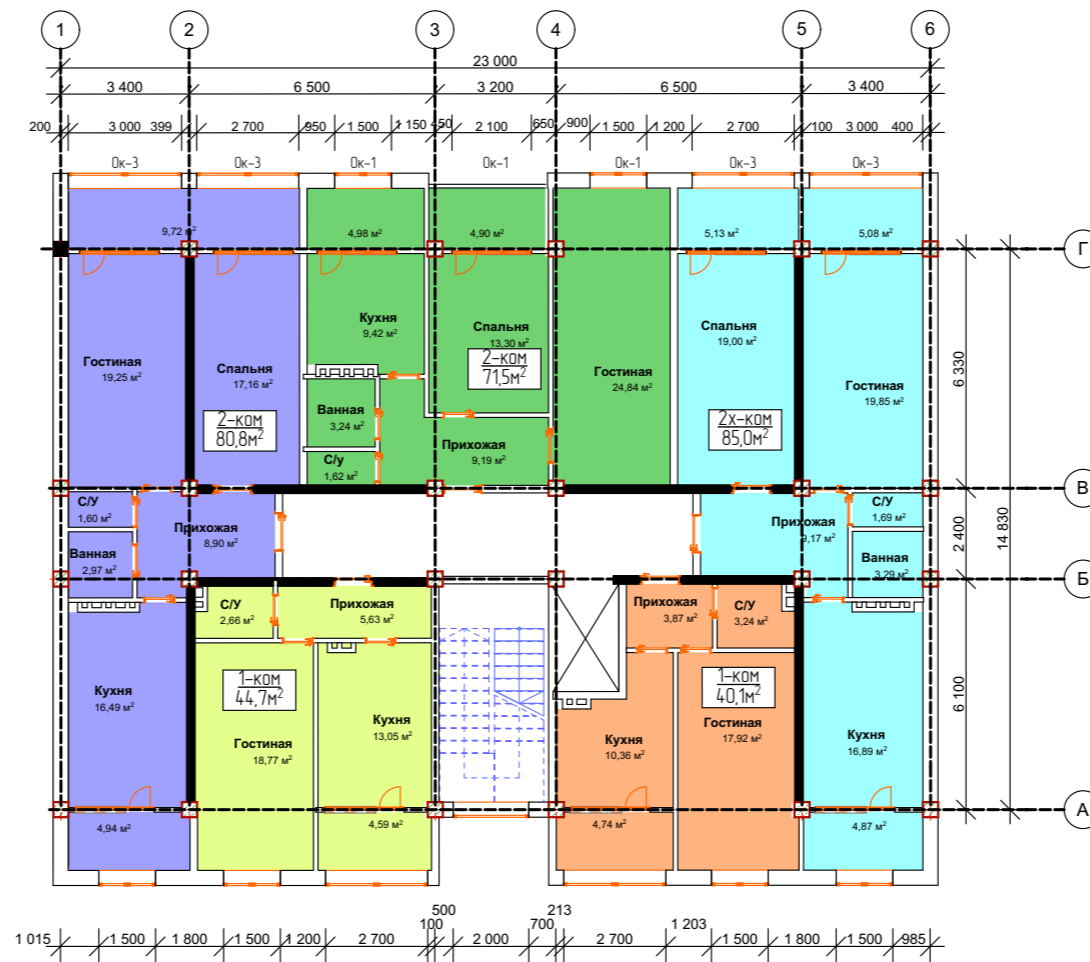 1 2 3 4 5 6
23 000
3 400 6 500 3 200 6 500 3 400
200 3 000 399 2 700 950 1 500 1 150 450 2 100 650 900 1 500 1 200 2 700 100 3 000 400
Ок-3 Ок-3 Ок-1 Ок-1 Ок-1 Ок-3 Ок-3
9,72 м²
4,98 м²
4,90 м²
5,13 м²
5,08 м²
Г
Гостиная
19,25 м²
Спальня
17,16 м²
2-ком
80,8м²
Кухня
9,42 м²
Спальня
13,30 м²
2-ком
71,5м²
Ванная
3,24 м²
С/у
1,62 м²
Прихожая
9,19 м²
Гостиная
24,84 м²
Спальня
19,00 м²
2х-ком
85,0м²
Гостиная
19,85 м²
6 330
В
С/У
1,60 м²
Ванная
2,97 м²
Прихожая
8,90 м²
Прихожая
9,17 м²
С/У
1,69 м²
Ванная
3,29 м²
2 400
14 830
Б
С/У
2,66 м²
Прихожая
5,63 м²
Прихожая
3,87 м²
С/У
3,24 м²
Кухня
16,49 м²
1-ком
44,7м²
Гостиная
18,77 м²
Кухня
13,05 м²
Кухня
10,36 м²
1-ком
40,1м²
Гостиная
17,92 м²
Кухня
16,89 м²
6 100
А
4,94 м²
4,59 м²
4,74 м²
4,87 м²
500 213
100 700 1 203
1 015 1 500 1 800 1 500 1 200 2 700 2 000 2 700 1 500 1 800 1 500 985